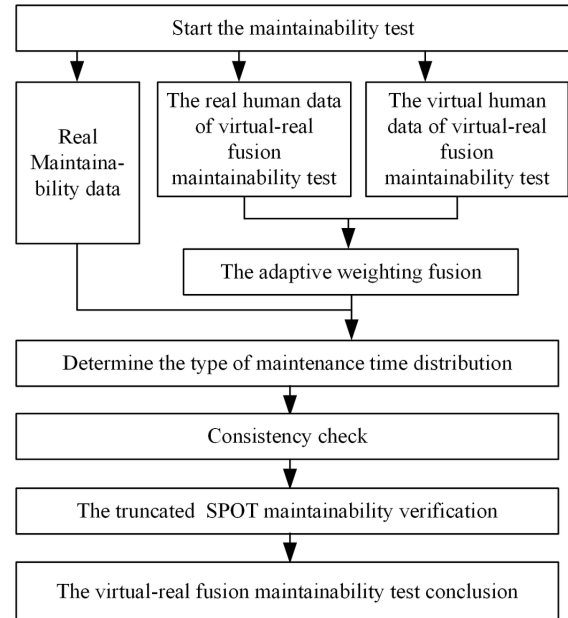 Start the maintainability test
Real
Maintaina-
bility data
The real human data
of virtual-real
fusion
maintainability test
The virtual human
data of virtual-real
fusion
maintainability test
The adaptive weighting fusion
Determine the type of maintenance time distribution
Consistency check
The truncated SPOT maintainability verification
The virtual-real fusion maintainability test conclusion